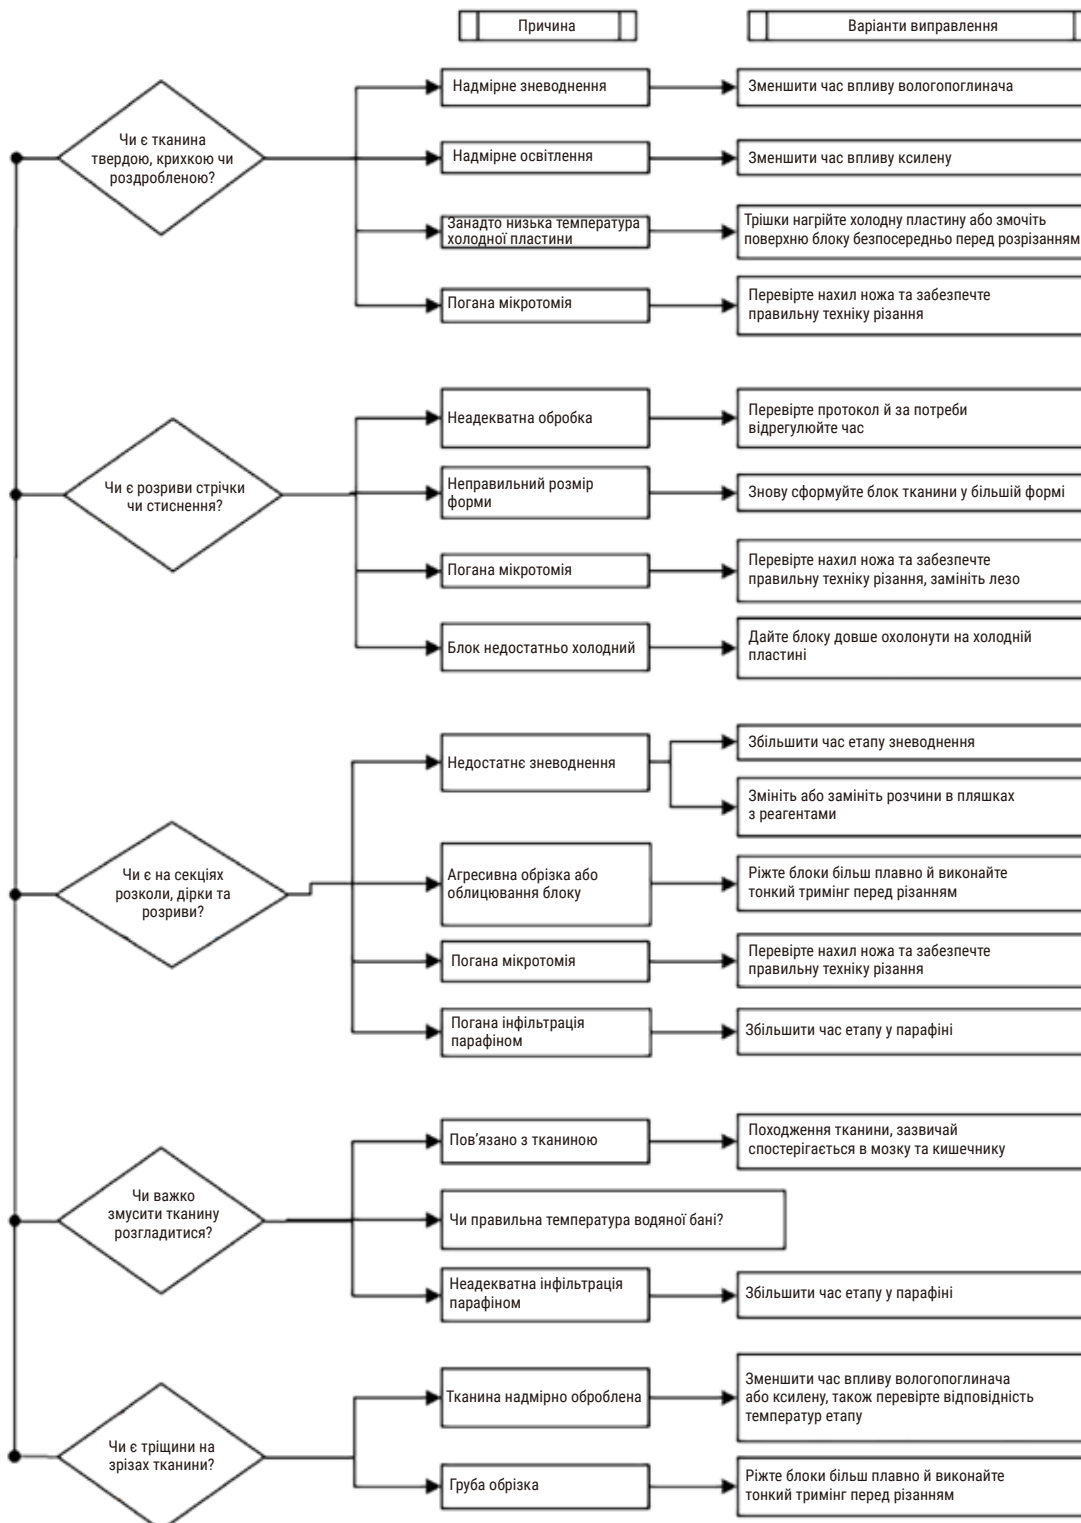 Причина
Варіанти виправлення
Чи є тканина
твердою, крихкою чи
роздробленою?
Надмірне зневоднення
Зменшити час впливу вологопоглинача
Надмірне освітлення
Зменшити час впливу ксилену
Занадто низька температура
холодної пластини
Трішки нагрійте холодну пластину або змочіть
поверхню блоку безпосередньо перед розрізанням
Погана мікротомія
Перевірте нахил ножа та забезпечте
правильну техніку різання
Чи є розриви стрічки
чи стиснення?
Неадекватна обробка
Перевірте протокол й за потреби
відрегулюйте час
Неправильний розмір
форми
Знову сформуйте блок тканини у більшій формі
Погана мікротомія
Перевірте нахил ножа та забезпечте
правильну техніку різання, замініть лезо
Блок недостатньо холодний
Дайте блоку довше охолонути на холодній
пластині
Чи є на секціях
розколи, дірки та
розриви?
Недостатнє зневоднення
Збільшити час етапу зневоднення
Змініть або замініть розчини в пляшках
з реагентами
Агресивна обрізка або
облицювання блоку
Ріжте блоки більш плавно й виконайте
тонкий тримінг перед різанням
Погана мікротомія
Перевірте нахил ножа та забезпечте
правильну техніку різання
Погана інфільтрація
парафіном
Збільшити час етапу у парафіні
Чи важко
змусити тканину
розгладитися?
Пов’язано з тканиною
Походження тканини, зазвичай
спостерігається в мозку та кишечнику
Чи правильна температура водяної бані?
Неадекватна інфільтрація
парафіном
Збільшити час етапу у парафіні
Чи є тріщини на
зрізах тканини?
Тканина надмірно оброблена
Зменшити час впливу вологопоглинача
або ксилену, також перевірте відповідність
температур етапу
Груба обрізка
Ріжте блоки більш плавно й виконайте
тонкий тримінг перед різанням